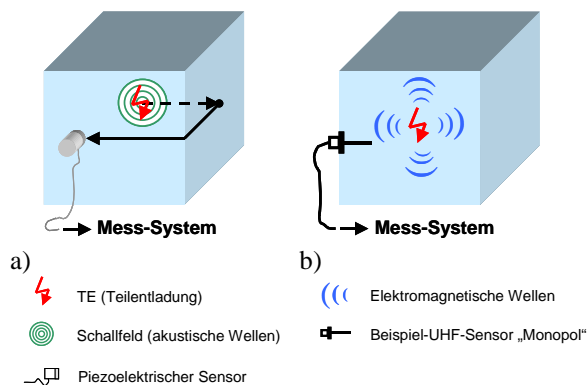 Mess-System
Mess-System
a)
b)
TE (Teilentladung)
Elektromagnetische Wellen
Schallfeld (akustische Wellen)
Beispiel-UHF-Sensor „Monopol“
Piezoelektrischer Sensor